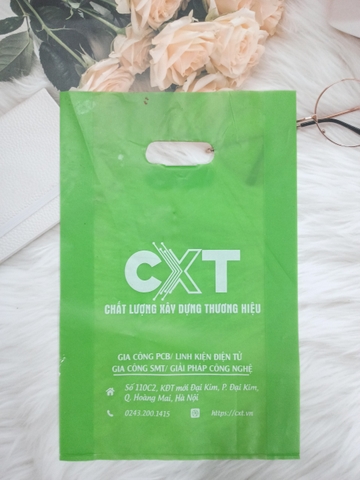 CXT
CHẤT LƯỢNG XÂY DỰNG THƯƠNG HIỆU
GIA CÔNG PCB/ LINH KIỆN ĐIỆN TỬ
GIA CÔNG SMT/ GIẢI PHÁP CÔNG NGHỆ
Số 110C2, KĐT mới Đại Kim, P. Đại Kim,
Q. Hoàng Mai, Hà Nội
0243.200.1415 https://cxt.vn